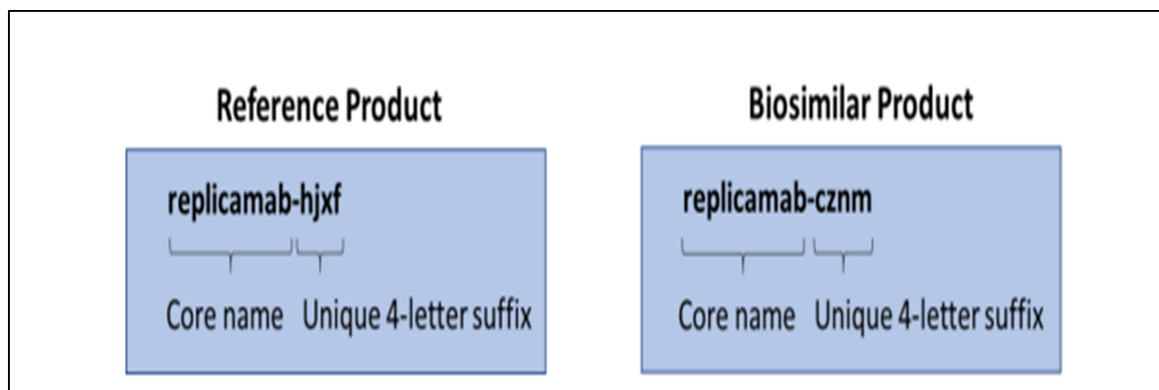 Reference Product
replicamab-hjxf
Core name Unique 4-letter suffix
Biosimilar Product
replicamab-cznm
Core name Unique 4-letter suffix